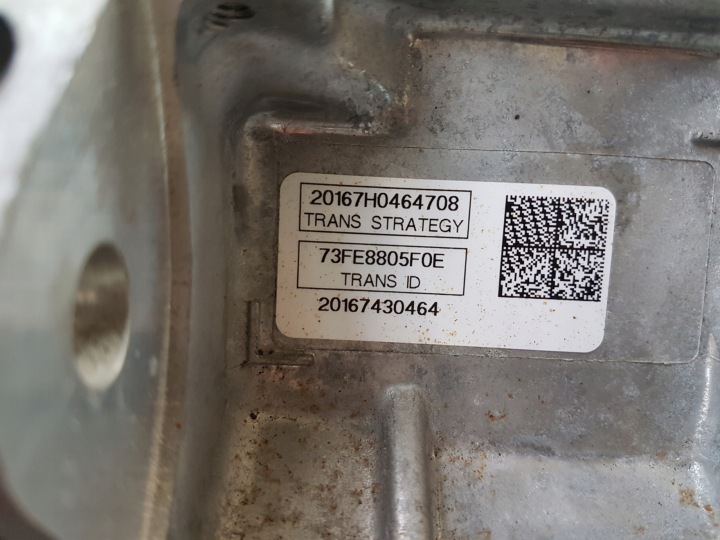 20167H0464708
TRANS STRATEGY
73FE8805F0E
TRANS ID
20167430464